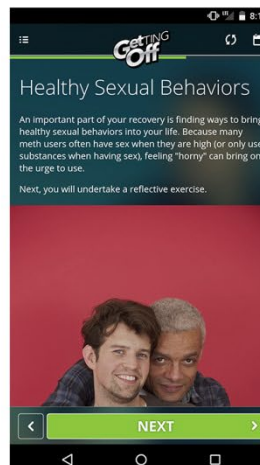 8:1
GetTING
Off
Healthy Sexual Behaviors
An important part of your recovery is finding ways to bring
healthy sexual behaviors into your life. Because many
meth users often have sex when they are high (or only use
substances when having sex), feeling "horny" can bring on
the urge to use.
Next, you will undertake a reflective exercise.
NEXT